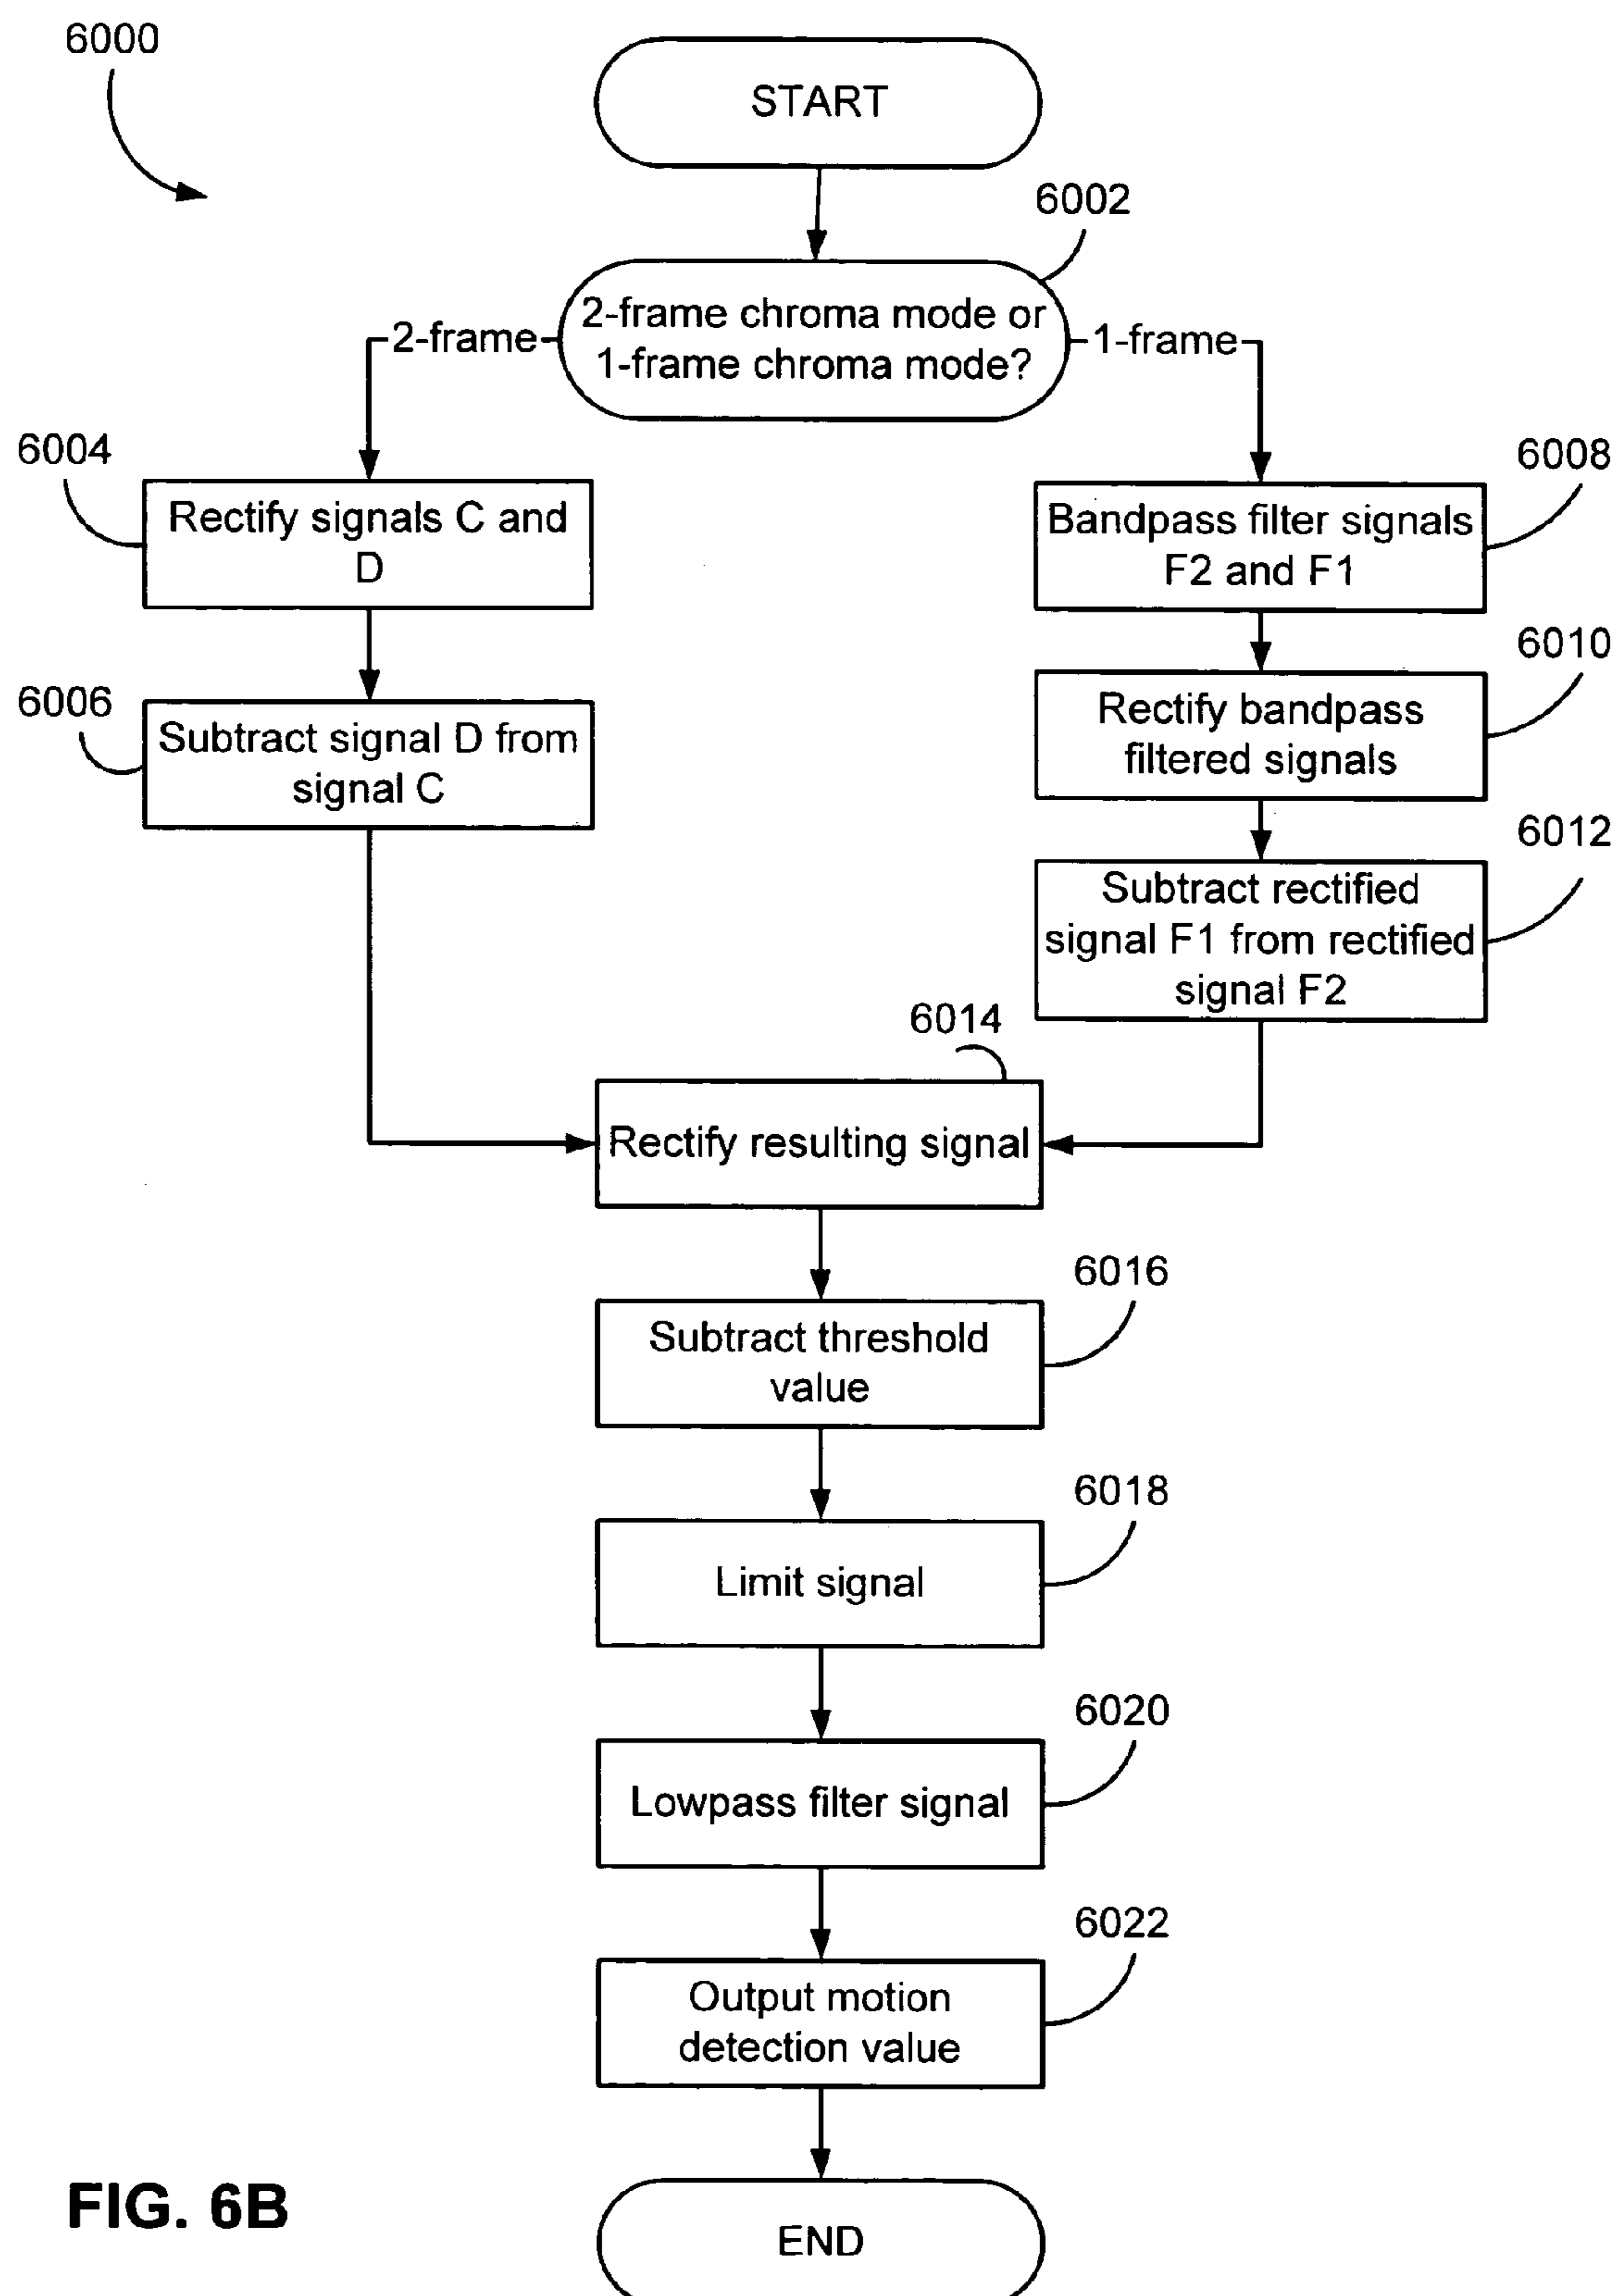 6000
START
6002
2-frame chroma mode or
1-frame chroma mode?
2-frame
1-frame
6004
Rectify signals C and
D
6008
Bandpass filter signals
F2 and F1
6006
Subtract signal D from
signal C
6010
Rectify bandpass
filtered signals
6012
Subtract rectified
signal F1 from rectified
signal F2
6014
Rectify resulting signal
6016
Subtract threshold
value
6018
Limit signal
6020
Lowpass filter signal
6022
Output motion
detection value
END
FIG. 6B